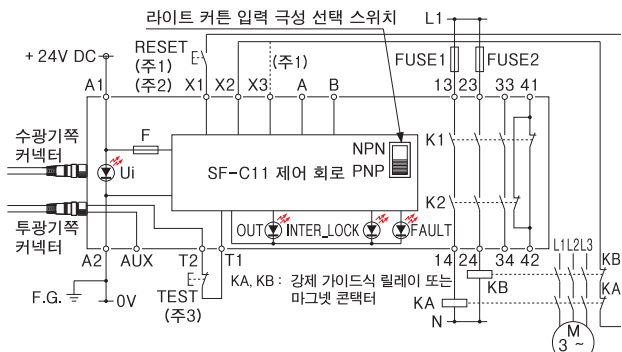 라이트 커튼 입력 극성 선택 스위치
L1
+24V DC
RESET
(주1)
(주2)
(주1)
FUSE1
FUSE2
A1
X1
X2
X3
A
B
13
23
33
41
수광기쪽
커넥터
F
Ui
SF-C11 제어 회로
NPN
PNP
K1
K2
투광기쪽
커넥터
OUT
INTER_LOCK
FAULT
A2
AUX
T2
T1
14
24
34
42
L1
L2
L3
KB
KA
F.G.
0V
TEST
(주3)
KA, KB : 강제 가이드식 릴레이 또는
마그넷 콘택터
KA
KB
N
M
3 ~